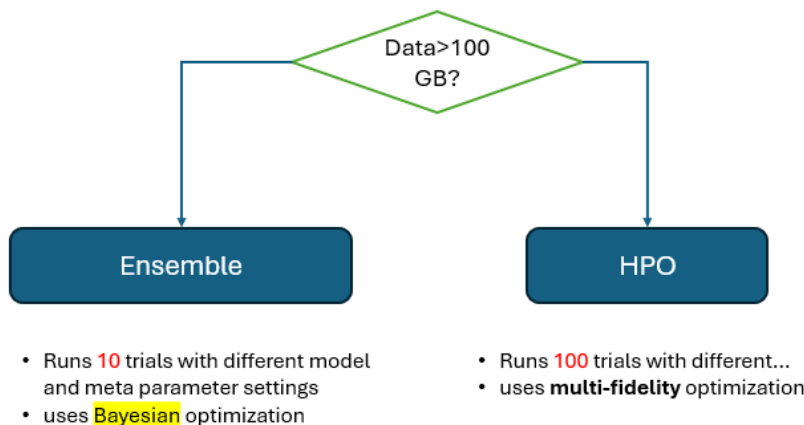 Data>100
GB?
Ensemble
HPO
• Runs 10 trials with different model
and meta parameter settings
• uses Bayesian optimization
• Runs 100 trials with different...
• uses multi-fidelity optimization